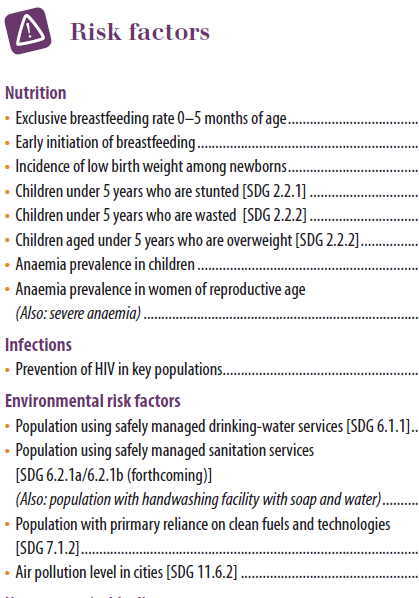 Risk factors
Nutrition
• Exclusive breastfeeding rate 0–5 months of age....................................
• Early initiation of breastfeeding............................................................
• Incidence of low birth weight among newborns....................................
• Children under 5 years who are stunted [SDG 2.2.1] ..............................
• Children under 5 years who are wasted  [SDG 2.2.2] ..............................
• Children aged under 5 years who are overweight [SDG 2.2.2]................
• Anaemia prevalence in children ............................................................
• Anaemia prevalence in women of reproductive age
(Also: severe anaemia) ..........................................................................
Infections
• Prevention of HIV in key populations.....................................................
Environmental risk factors
• Population using safely managed drinking-water services [SDG 6.1.1]..
• Population using safely managed sanitation services
[SDG 6.2.1a/6.2.1b (forthcoming)]
(Also: population with handwashing facility with soap and water)..........
• Population with prirmary reliance on clean fuels and technologies
[SDG 7.1.2]............................................................................................
• Air pollution level in cities [SDG 11.6.2] ................................................